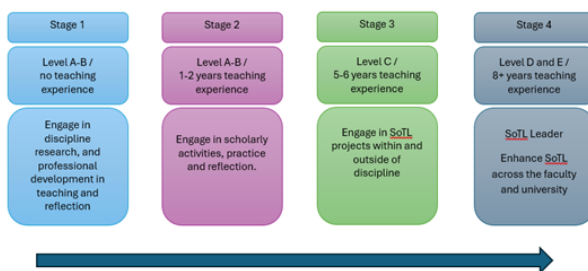 Stage 1
Level A-B /
no teaching
experience
Engage in
discipline
research, and
professional
development in
teaching and
reflection
Stage 2
Level A-B /
1-2 years teaching
experience
Engage in scholarly
activities, practice
and reflection.
Stage 3
Level C /
5-6 years teaching
experience
Engage in SoTL
projects within and
outside of
discipline
Stage 4
Level D and E /
8+ years teaching
experience
SoTL Leader
Enhance SoTL
across the faculty
and university